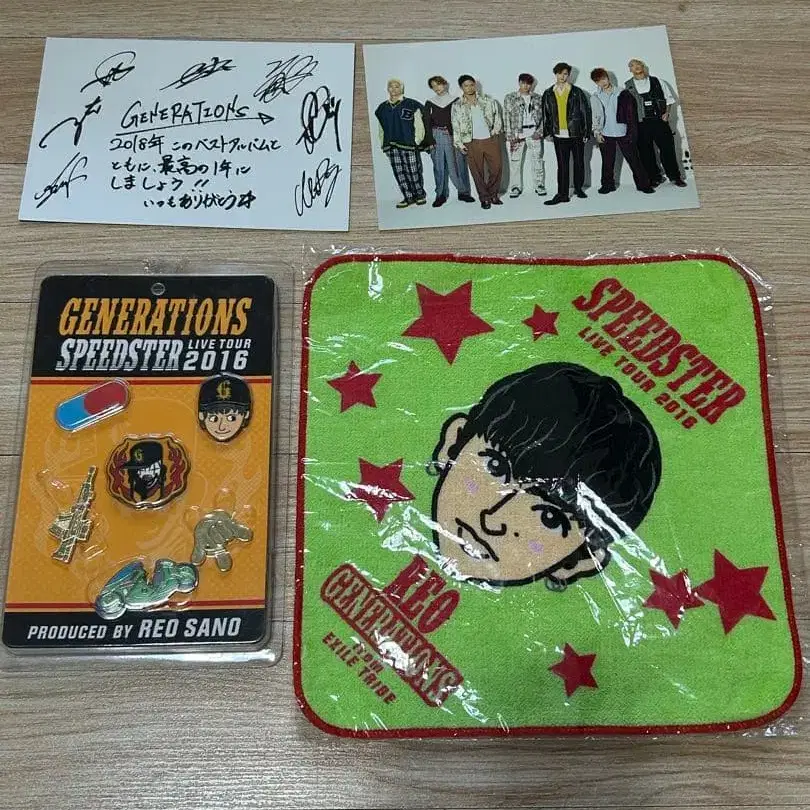 GENERATIONS
2018年 このベストアルバムと
ともに、最高の1年に
しましょう!!
いつもありがとう
GENERATIONS
SPEEDSTER LIVE TOUR 2016
G
G
PRODUCED BY REO SANO
SPEEDSTER
LIVE TOUR 2016
REO
GENERATIONS
FROM
EXILE TRIBE